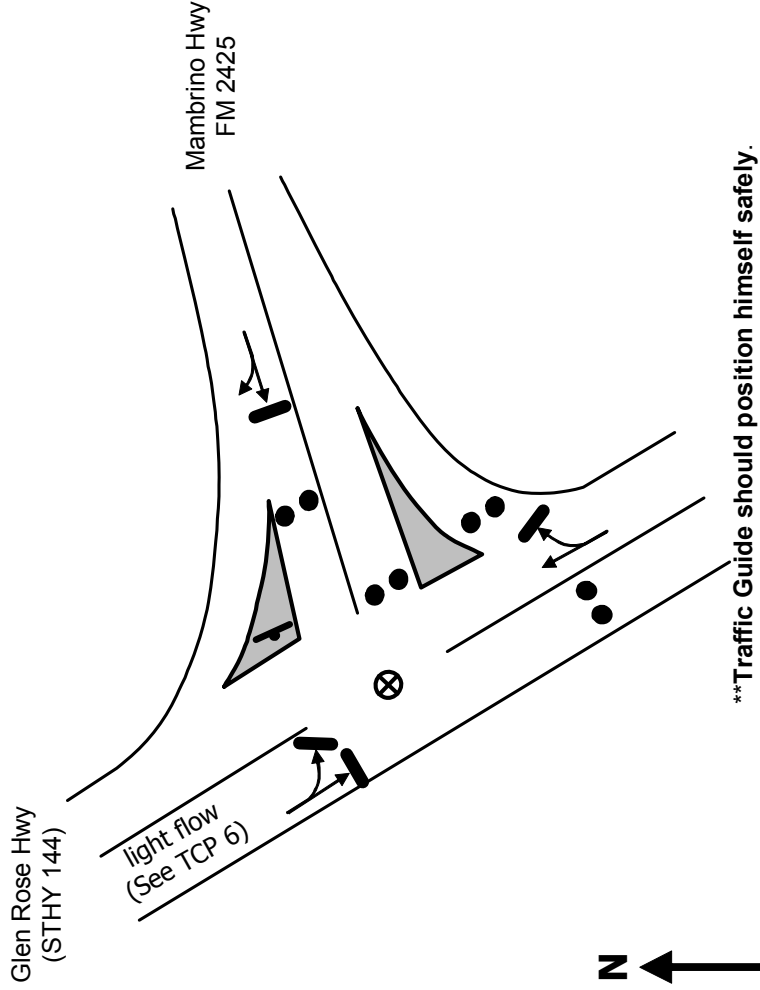 Mambrino Hwy
FM 2425
Glen Rose Hwy
(STHY 144)
light flow
(See TCP 6)
N
**Traffic Guide should position himself safely.